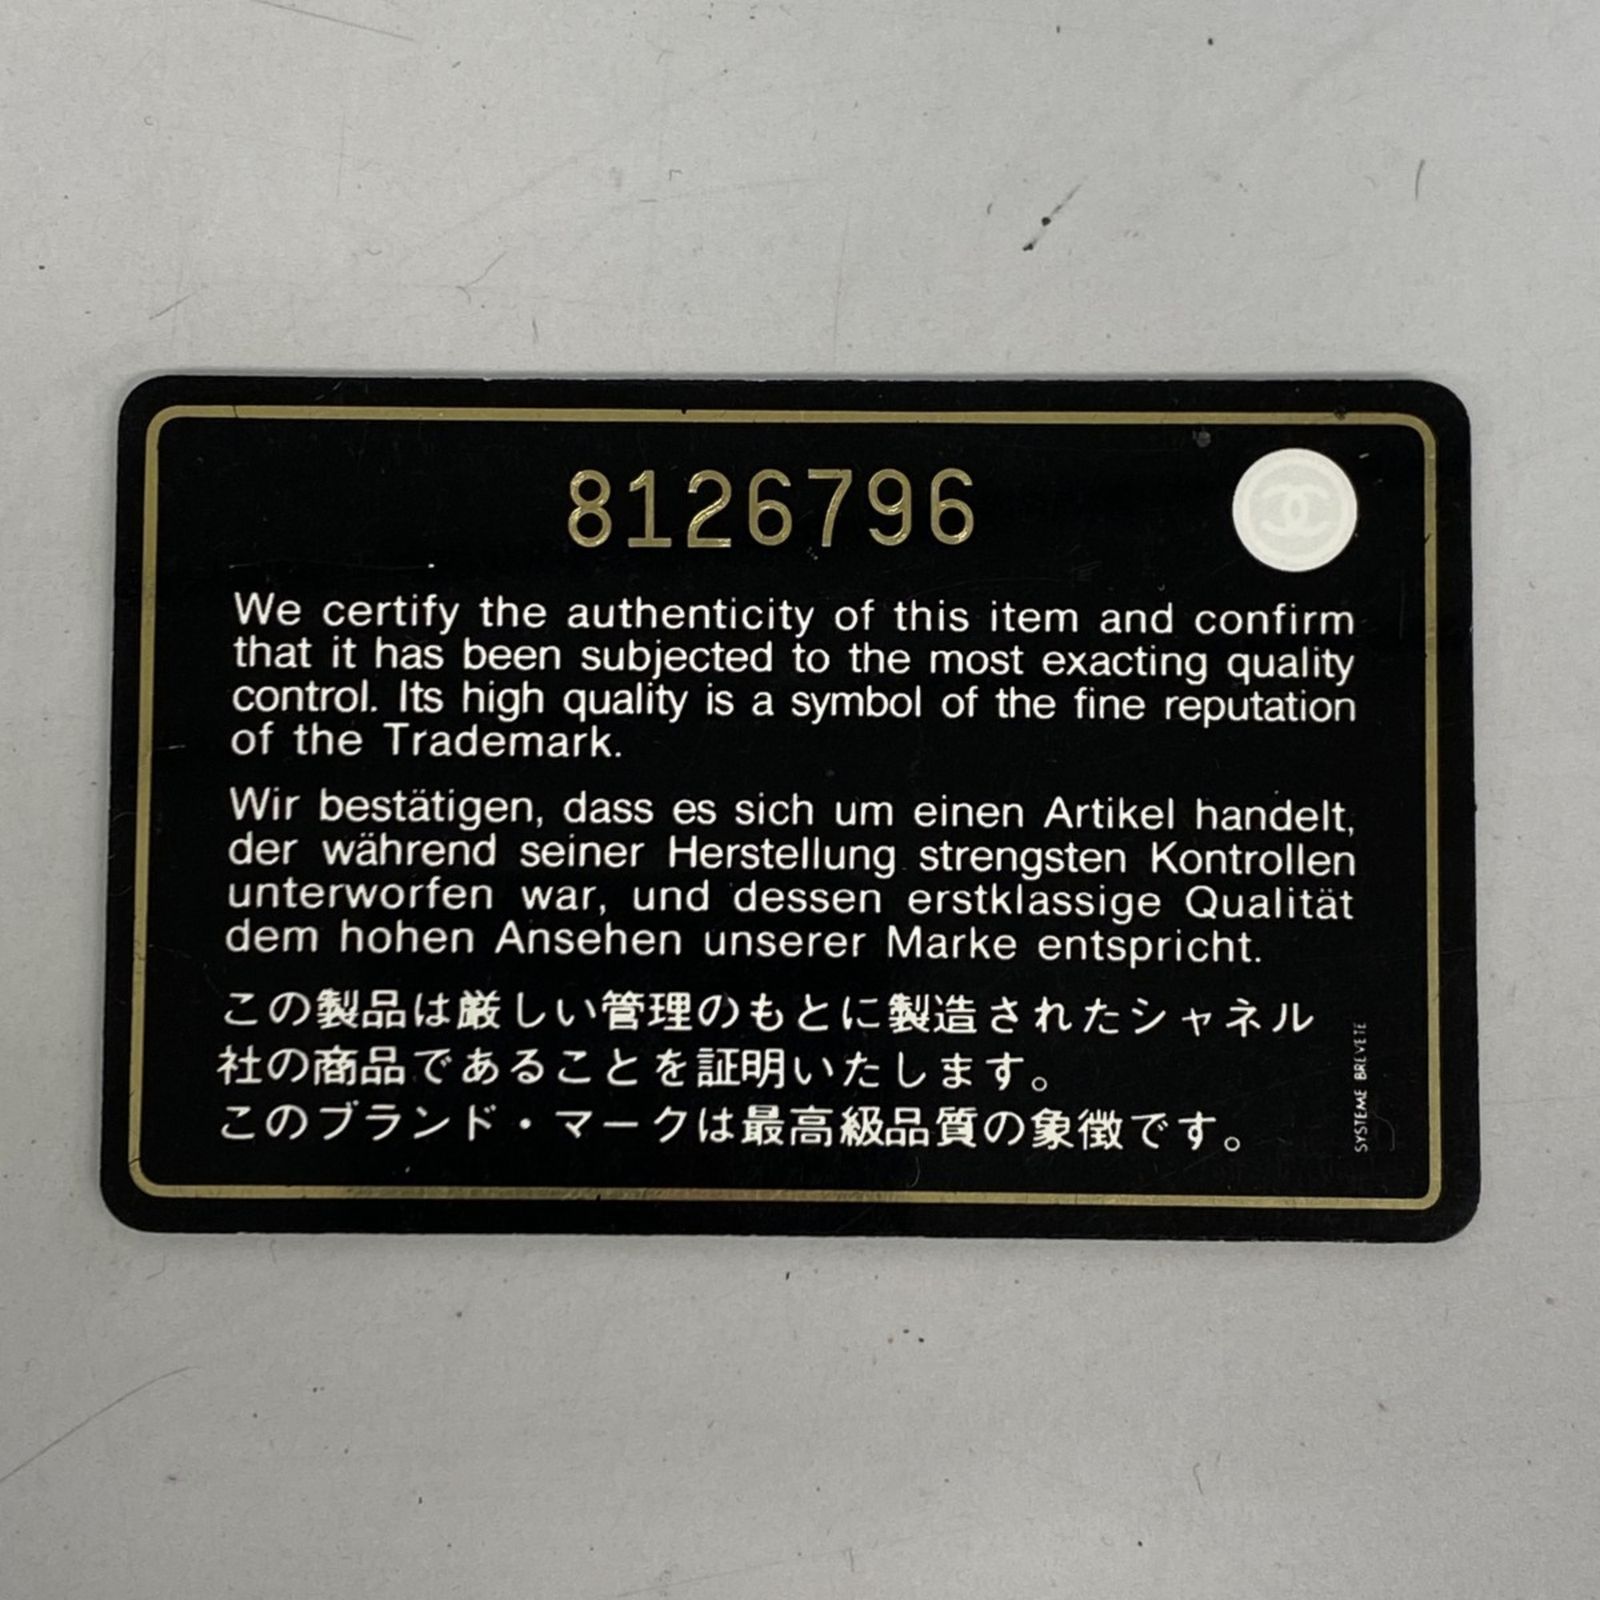 8126796
We certify the authenticity of this item and confirm
that it has been subjected to the most exacting quality
control. Its high quality is a symbol of the fine reputation
of the Trademark.
Wir bestätigen, dass es sich um einen Artikel handelt,
der während seiner Herstellung strengsten Kontrollen
unterworfen war, und dessen erstklassige Qualität
dem hohen Ansehen unserer Marke entspricht.
この製品は厳しい管理のもとに製造されたシャネル
社の商品であることを証明いたします。
このブランド・マークは最高級品質の象徴です。
SYSTEME BREVETE